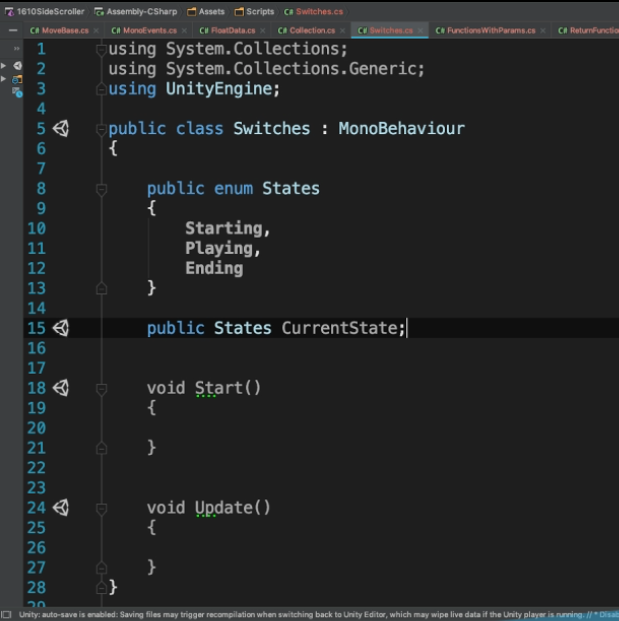 1610SideScroller Assembly-CSharp Assets Scripts C# Switches.cs
C# MoveBase.cs × C# MonoEvents.cs × C# FloatData.cs × C# Collection.cs × C# Switches.cs × C# FunctionsWithParams.cs × C# ReturnFunctio
1 using System.Collections;
2 using System.Collections.Generic;
3 using UnityEngine;
4
5 public class Switches : MonoBehaviour
6 {
7
8 public enum States
9 {
10 Starting,
11 Playing,
12 Ending
13 }
14
15 public States CurrentState;
16
17
18 void Start()
19 {
20
21 }
22
23
24 void Update()
25 {
26
27 }
28 }
29
Unity: auto-save is enabled: Saving files may trigger recompilation when switching back to Unity Editor, which may wipe live data if the Unity player is running. // * Disab